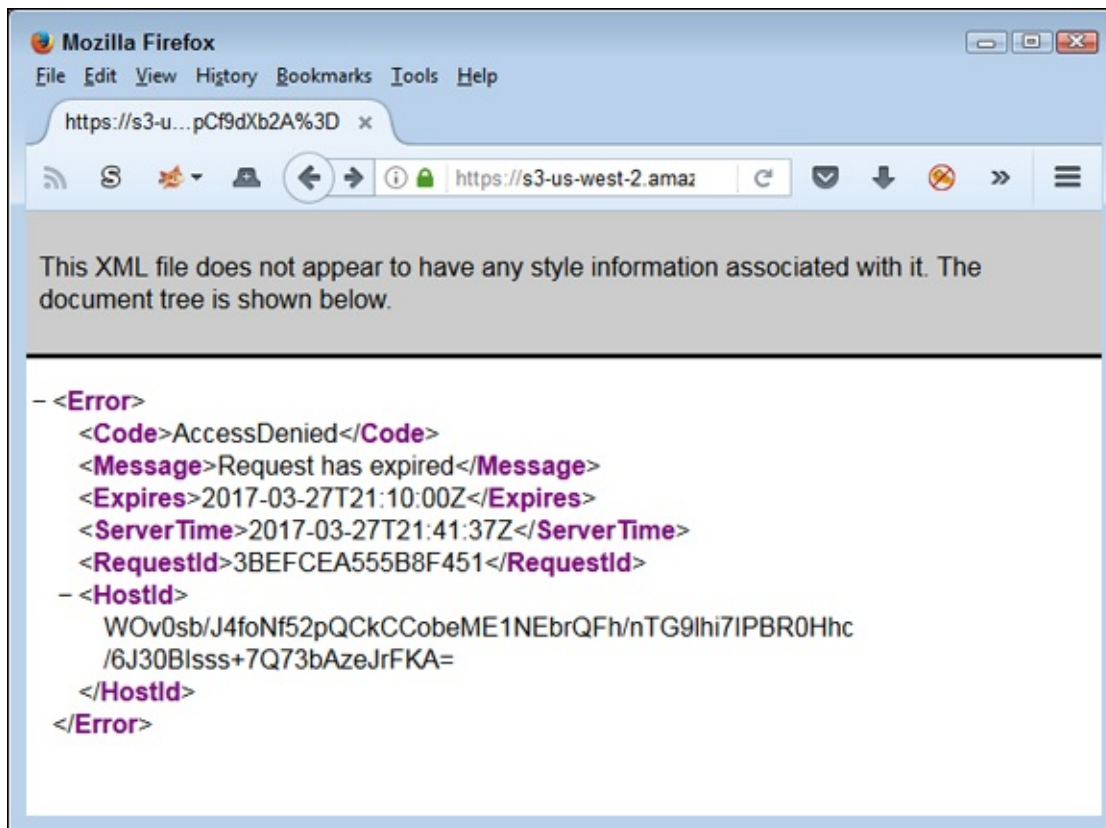 Mozilla Firefox
File Edit View History Bookmarks Tools Help
https://s3-u...pCf9dXb2A%3D ×
S https://s3-us-west-2.amaz »
This XML file does not appear to have any style information associated with it. The
document tree is shown below.
– <Error>
<Code>AccessDenied</Code>
<Message>Request has expired</Message>
<Expires>2017-03-27T21:10:00Z</Expires>
<ServerTime>2017-03-27T21:41:37Z</ServerTime>
<RequestId>3BEFCEA555B8F451</RequestId>
– <HostId>
WOv0sb/J4foNf52pQCkCCobeME1NEbrQFh/nTG9lhi7IPBR0Hhc
/6J30BIsss+7Q73bAzeJrFKA=
</HostId>
</Error>